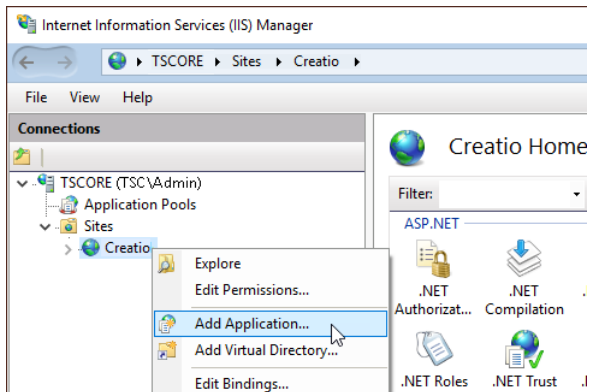 Internet Information Services (IIS) Manager
TSCORE Sites Creatio
File View Help
Connections
TSCORE (TSC\Admin)
Application Pools
Sites
Creatio
Explore
Edit Permissions...
Add Application...
Add Virtual Directory...
Edit Bindings...
Creatio Home
Filter:
ASP.NET
.NET Authorizat...
.NET Compilation
.NET Roles
.NET Trust